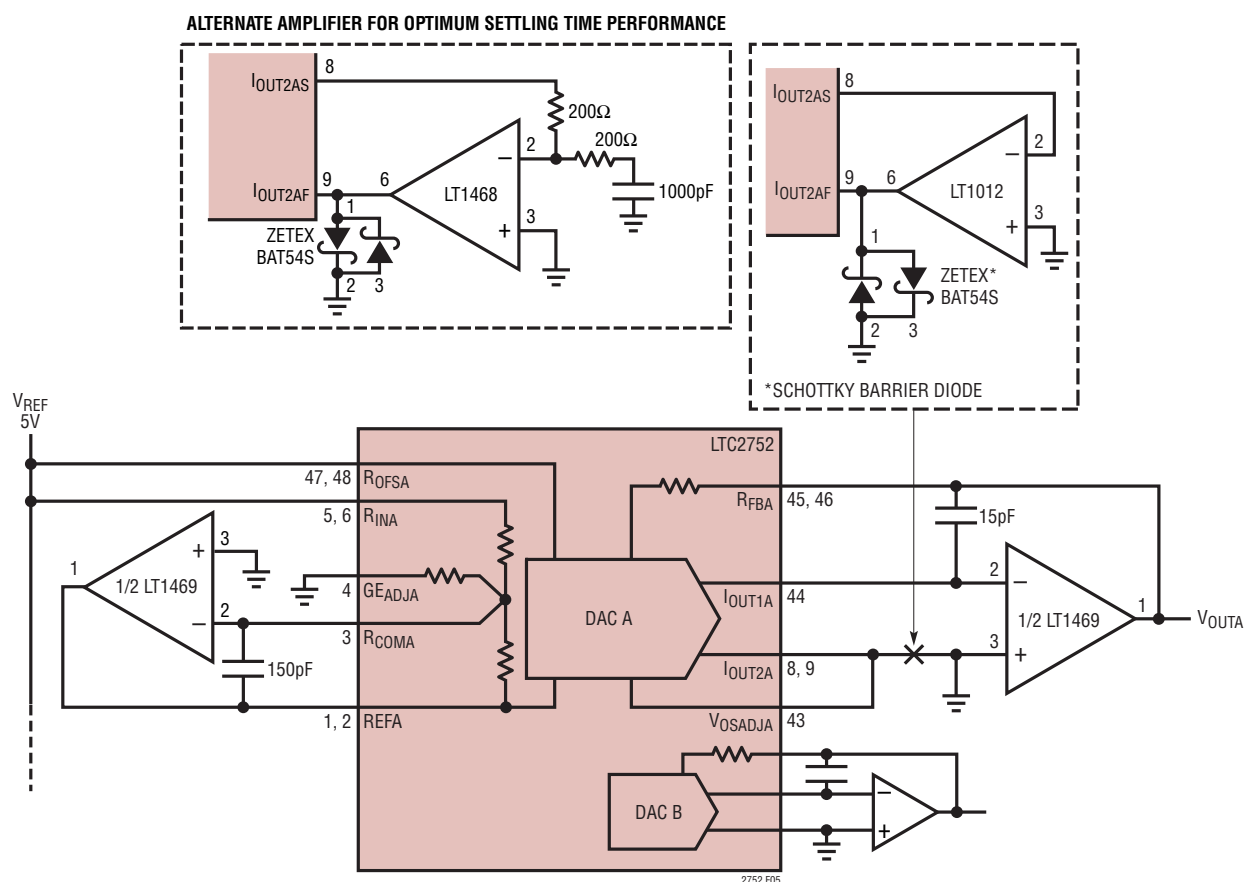 ALTERNATE AMPLIFIER FOR OPTIMUM SETTLING TIME PERFORMANCE
IOUT2AS
8
200Ω
200Ω
2
−
LT1468
+
3
1000pF
IOUT2AF
9
6
1
ZETEX
BAT54S
2
3
IOUT2AS
8
2
−
LT1012
+
3
IOUT2AF
9
6
1
ZETEX*
BAT54S
2
3
*SCHOTTKY BARRIER DIODE
VREF
5V
LTC2752
47, 48
ROFSA
5, 6
RINA
RFBA
45, 46
15pF
1
+
3
1/2 LT1469
−
2
4
GEADJA
3
RCOMA
150pF
1, 2
REFA
DAC A
IOUT1A
44
IOUT2A
8, 9
VOSADJA
43
2
−
1/2 LT1469
3
+
1
VOUTA
DAC B
−
+
2752 F05